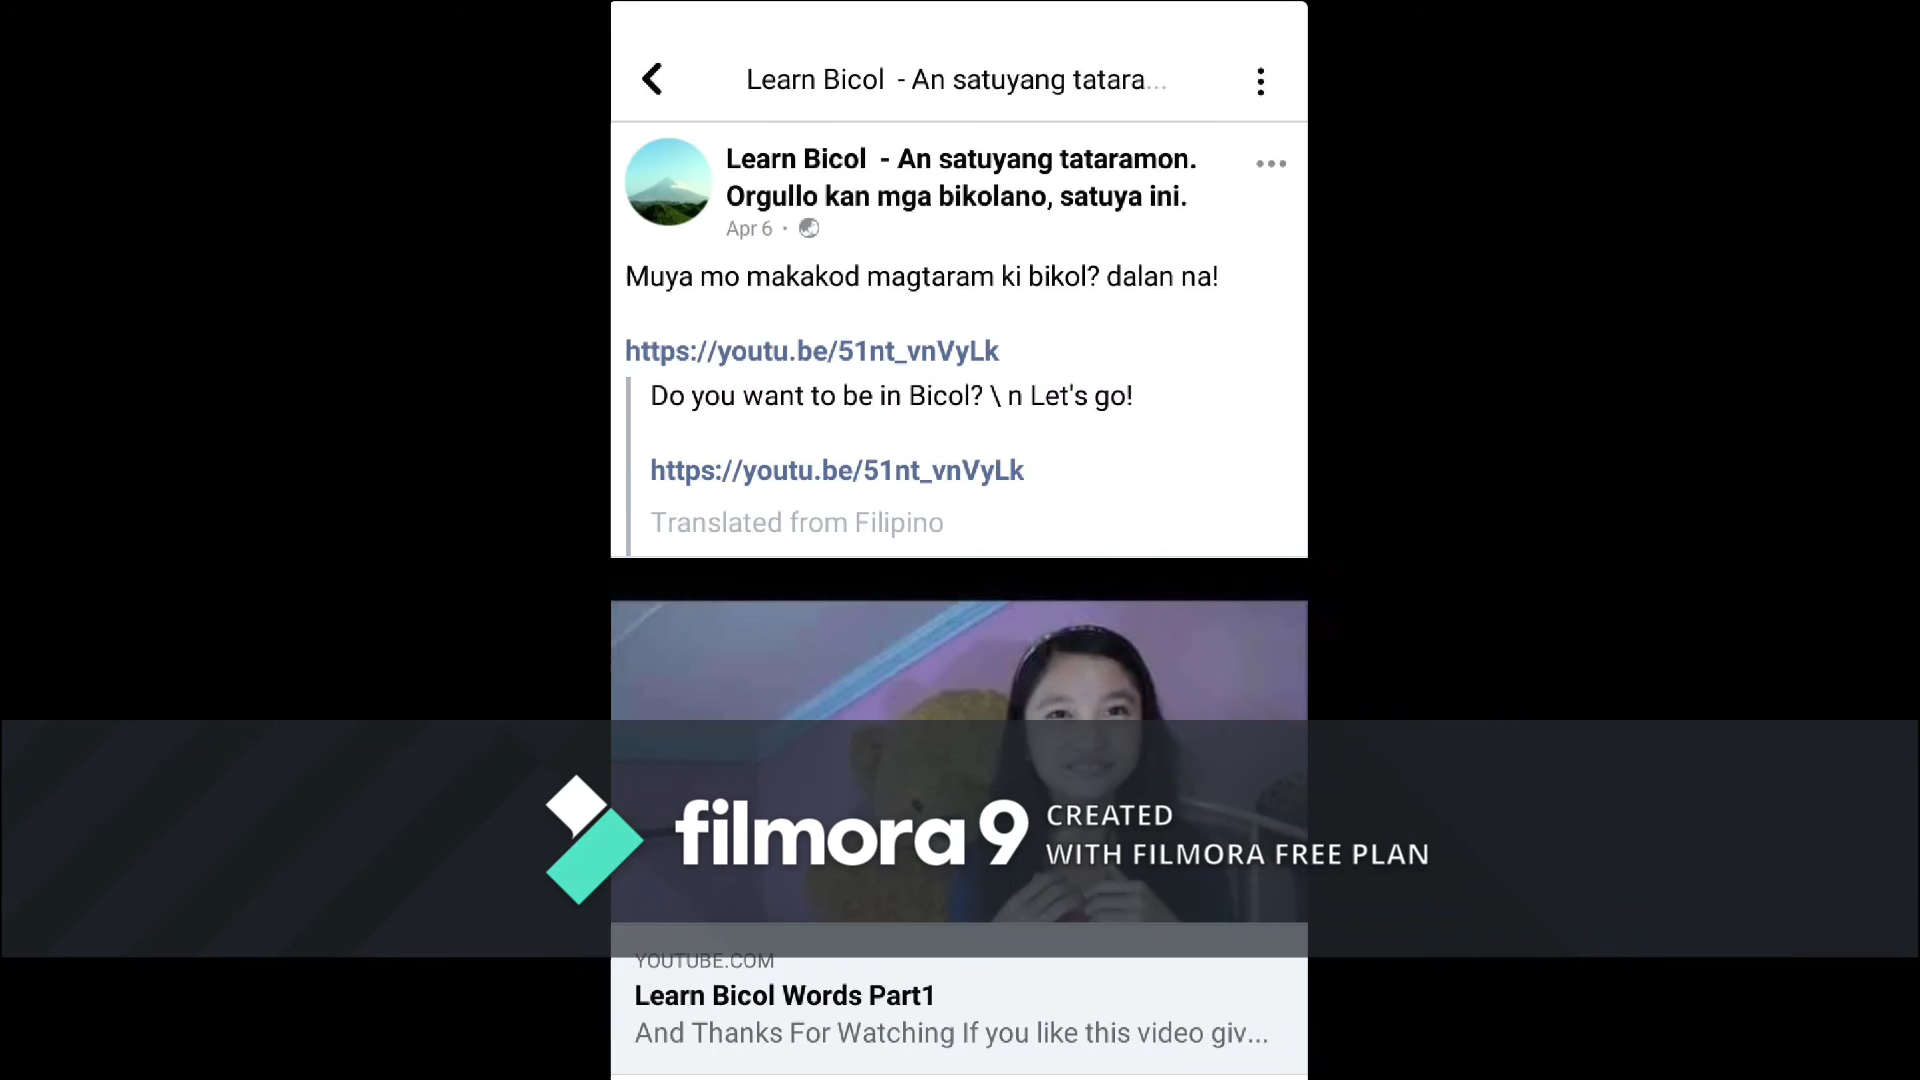 Learn Bicol - An satuyang tatara...
Learn Bicol - An satuyang tataramon.
Orgullo kan mga bikolano, satuya ini.
Apr 6 ·
Muya mo makakod magtaram ki bikol? dalan na!
https://youtu.be/51nt_vnVyLk
Do you want to be in Bicol? \ n Let's go!
https://youtu.be/51nt_vnVyLk
Translated from Filipino
filmora9 CREATED
WITH FILMORA FREE PLAN
YOUTUBE.COM
Learn Bicol Words Part1
And Thanks For Watching If you like this video giv...